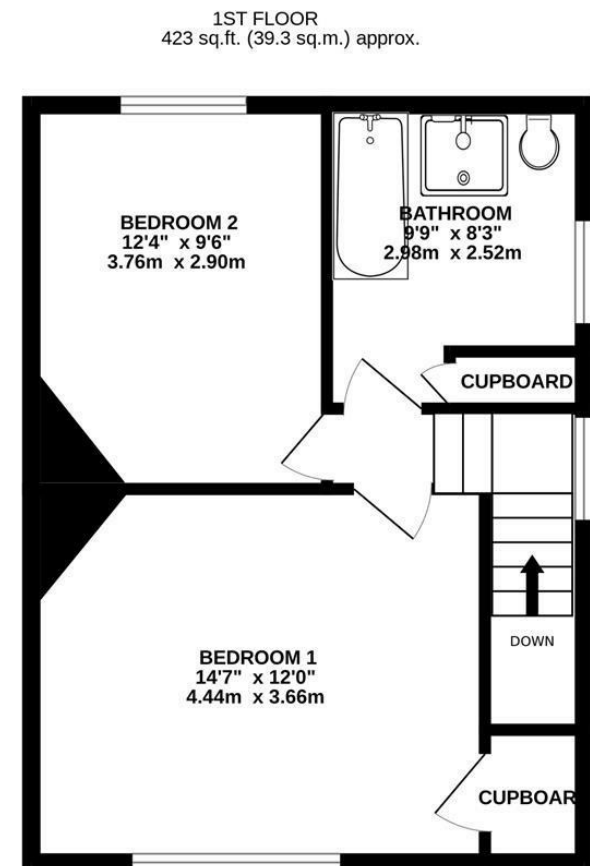 1ST FLOOR
423 sq.ft. (39.3 sq.m.) approx.
BEDROOM 2
12'4" x 9'6"
3.76m x 2.90m
BATHROOM
9'9" x 8'3"
2.98m x 2.52m
CUPBOARD
DOWN
BEDROOM 1
14'7" x 12'0"
4.44m x 3.66m
CUPBOAR